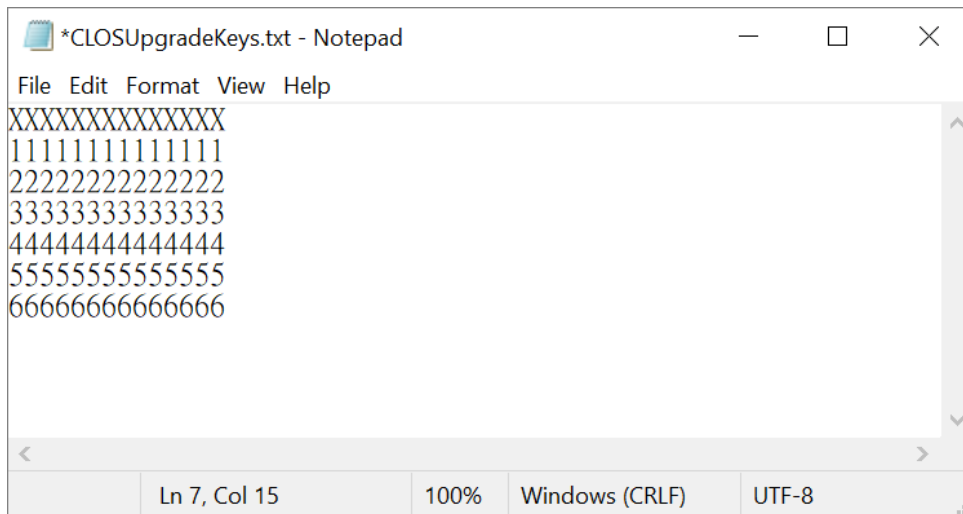 *CLOSUpgradeKeys.txt - Notepad
File Edit Format View Help
XXXXXXXXXXXXXX
11111111111111
22222222222222
33333333333333
44444444444444
55555555555555
66666666666666
Ln 7, Col 15 100% Windows (CRLF) UTF-8